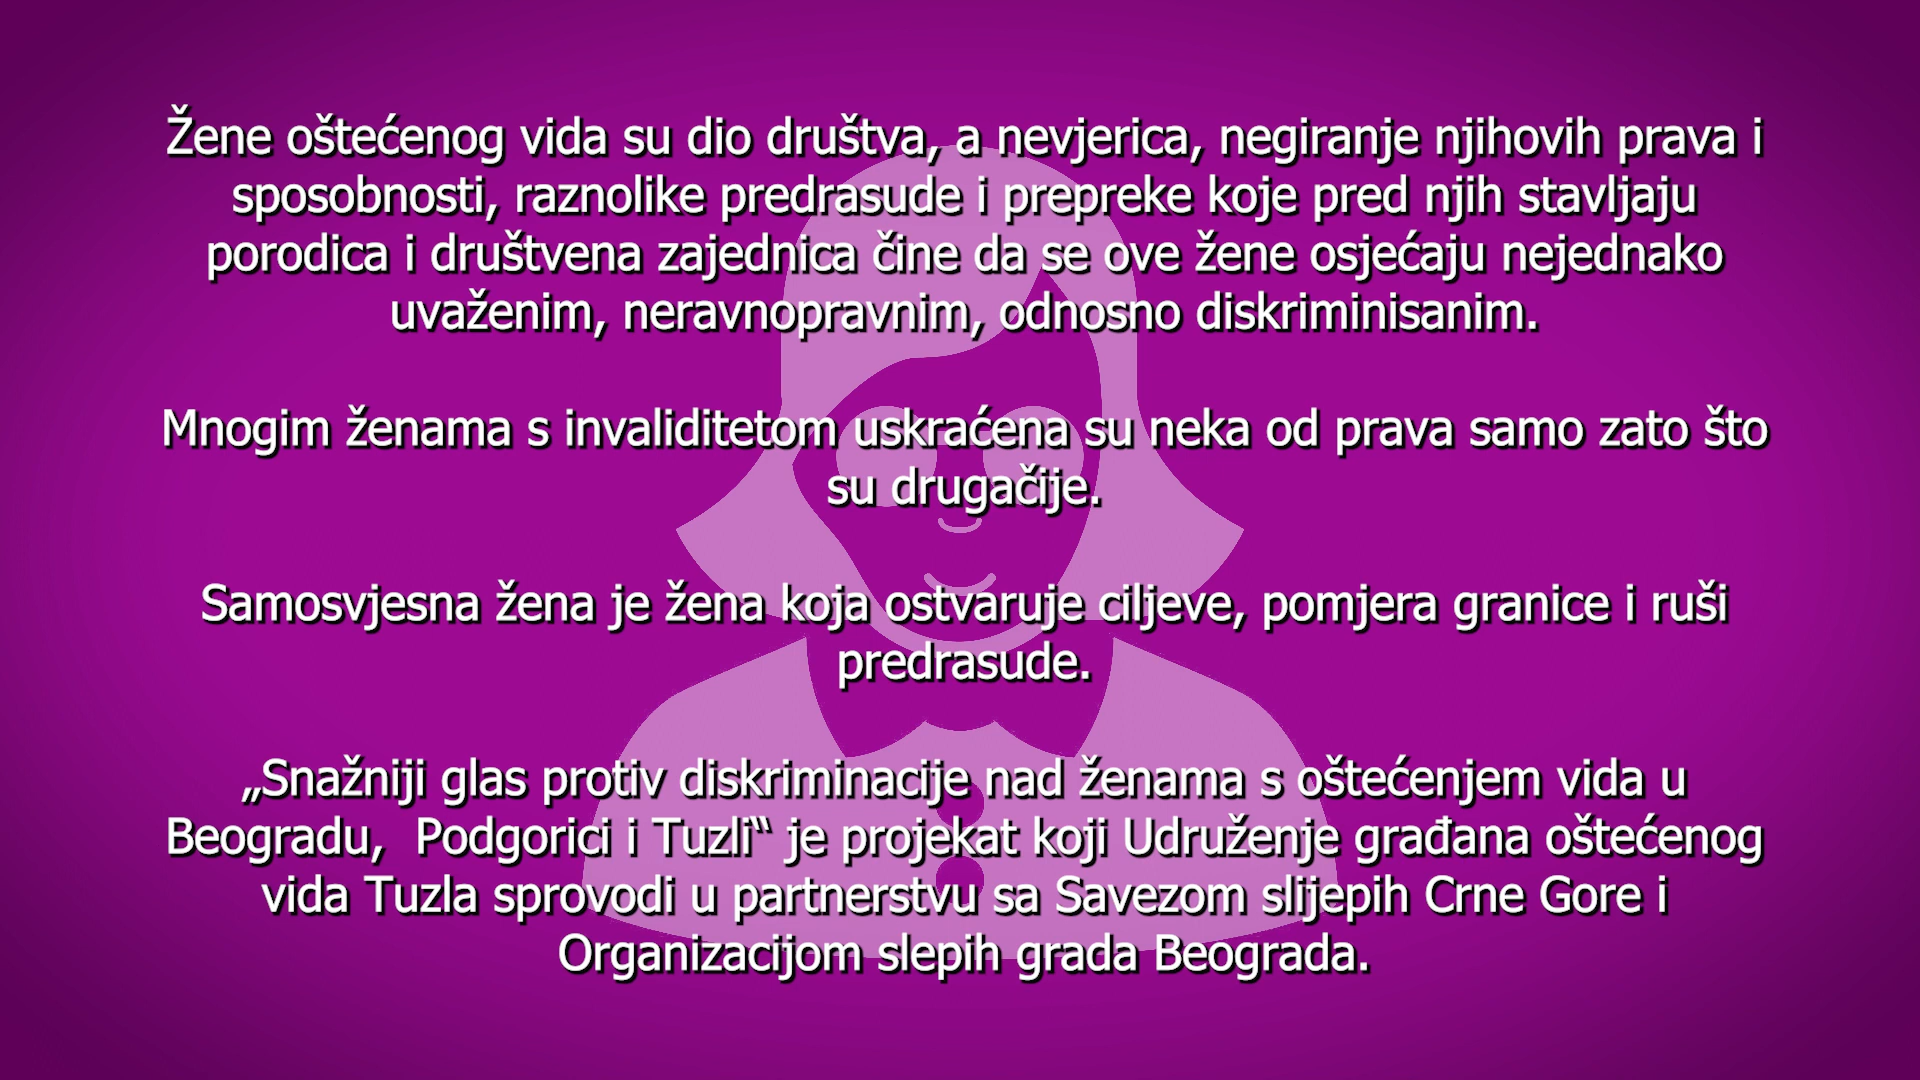 Žene oštećenog vida su dio društva, a nevjerica, negiranje njihovih prava i
sposobnosti, raznolike predrasude i prepreke koje pred njih stavljaju
porodica i društvena zajednica čine da se ove žene osjećaju nejednako
uvaženim, neravnopravnim, odnosno diskriminisanim.
Mnogim ženama s invaliditetom uskraćena su neka od prava samo zato što
su drugačije.
Samosvjesna žena je žena koja ostvaruje ciljeve, pomjera granice i ruši
predrasude.
„Snažniji glas protiv diskriminacije nad ženama s oštećenjem vida u
Beogradu,  Podgorici i Tuzli“ je projekat koji Udruženje građana oštećenog
vida Tuzla sprovodi u partnerstvu sa Savezom slijepih Crne Gore i
Organizacijom slepih grada Beograda.